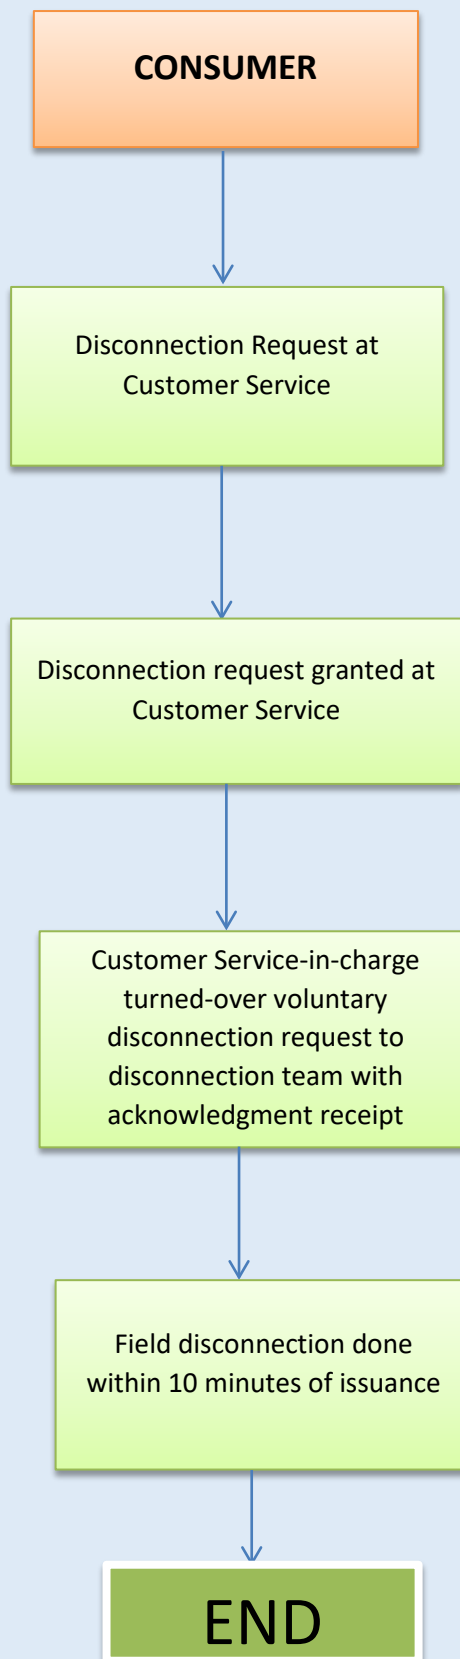 CONSUMER
Disconnection Request at
Customer Service
Disconnection request granted at
Customer Service
Customer Service-in-charge
turned-over voluntary
disconnection request to
disconnection team with
acknowledgment receipt
Field disconnection done
within 10 minutes of issuance
END